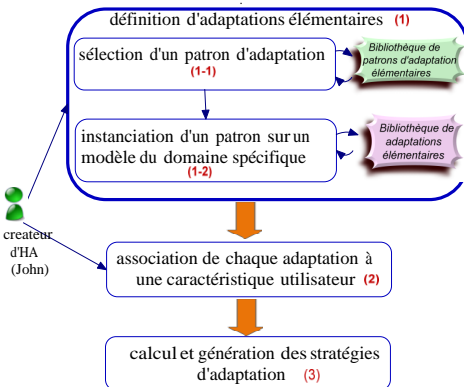 définition d'adaptations élémentaires (1)
sélection d'un patron d'adaptation
(1-1)
Bibliothèque de
patrons d'adaptation
élémentaires
instanciation d'un patron sur un
modèle du domaine spécifique
(1-2)
Bibliothèque de
adaptations
élémentaires
createur
d'HA
(John)
association de chaque adaptation à
une caractéristique utilisateur (2)
calcul et génération des stratégies
d'adaptation (3)